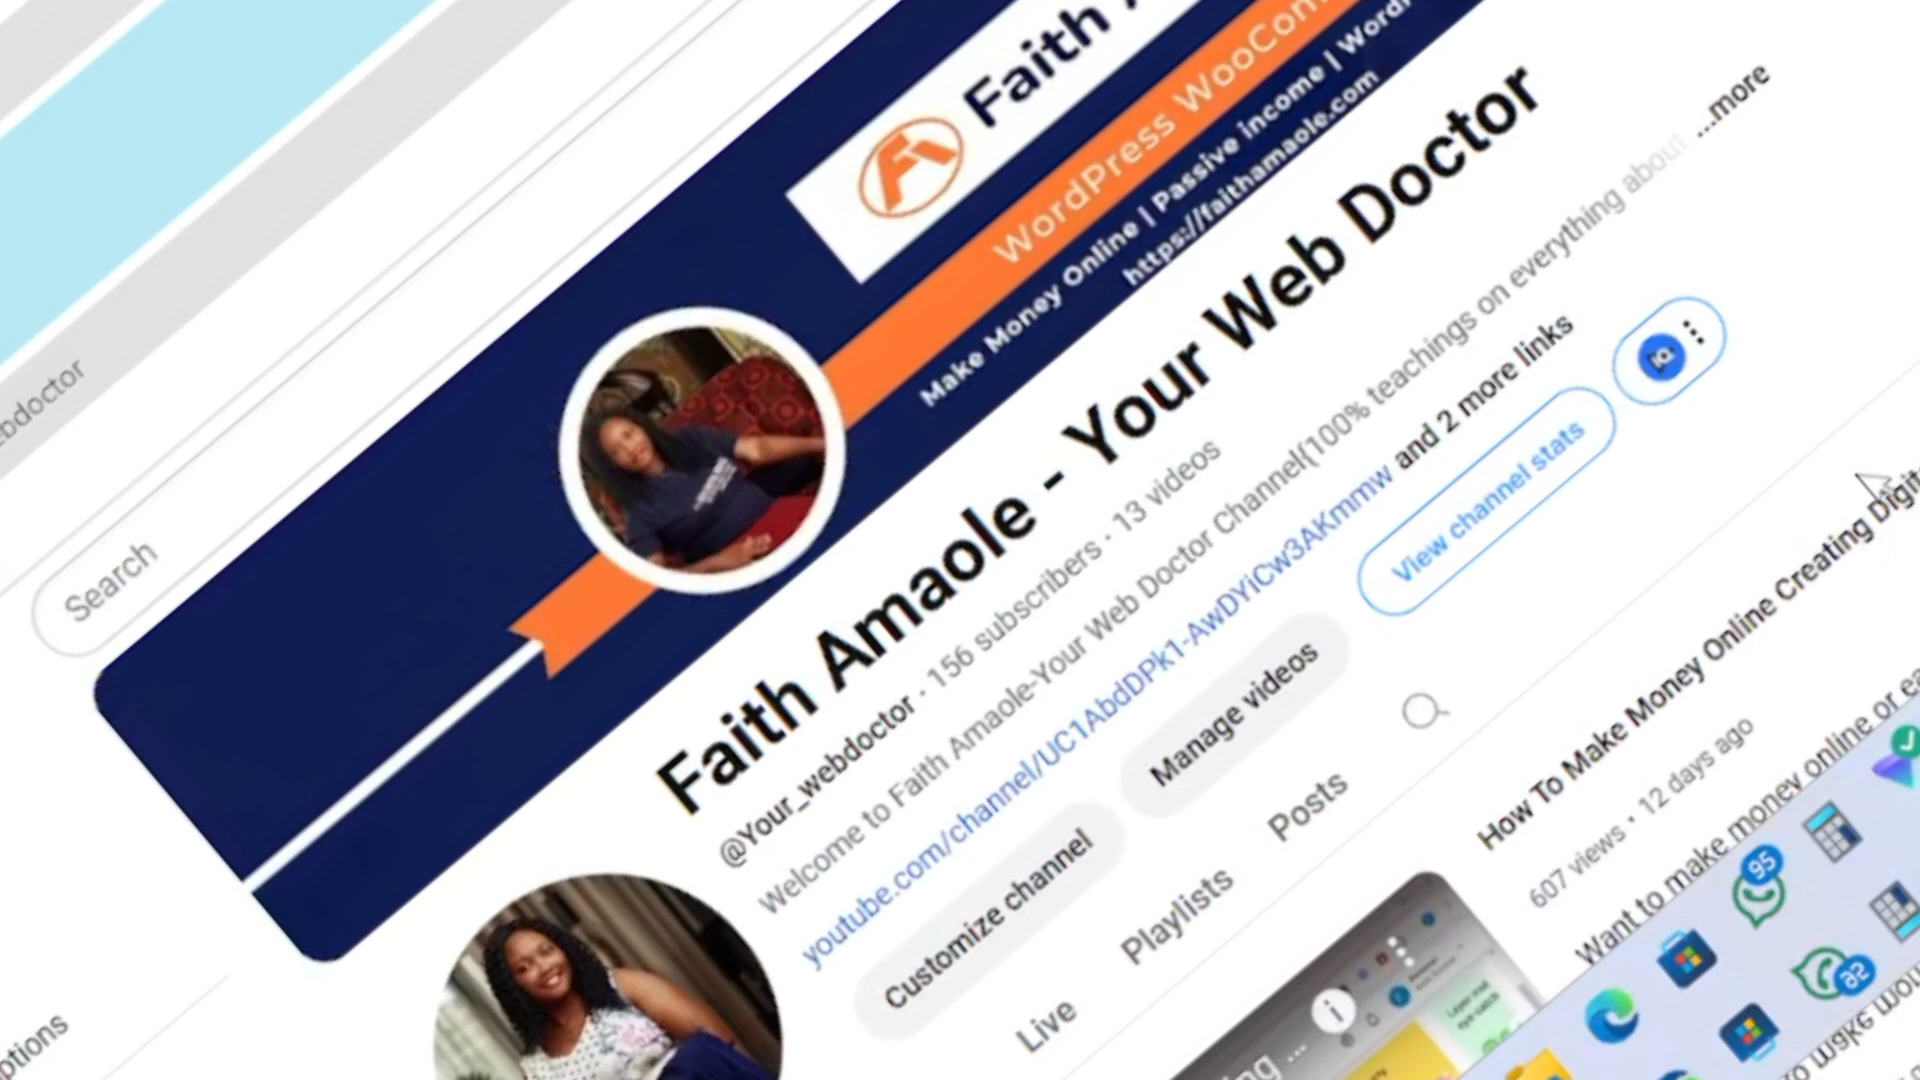 ebdoctor
Search
Faith
WordPress WooCom
Make Money Online | Passive income | WordP
https://faithamaole.com
Faith Amaole - Your Web Doctor
@Your_webdoctor · 156 subscribers · 13 videos
Welcome to Faith Amaole-Your Web Doctor Channel(100% teachings on everything about ...more
youtube.com/channel/UC1AbdDPk1-AwDYiCw3AKmmw and 2 more links
Customize channel
Manage videos
View channel stats
Live
Playlists
Posts
How To Make Money Online Creating Digit
607 views • 12 days ago
Want to make money online or ea
95
ptions